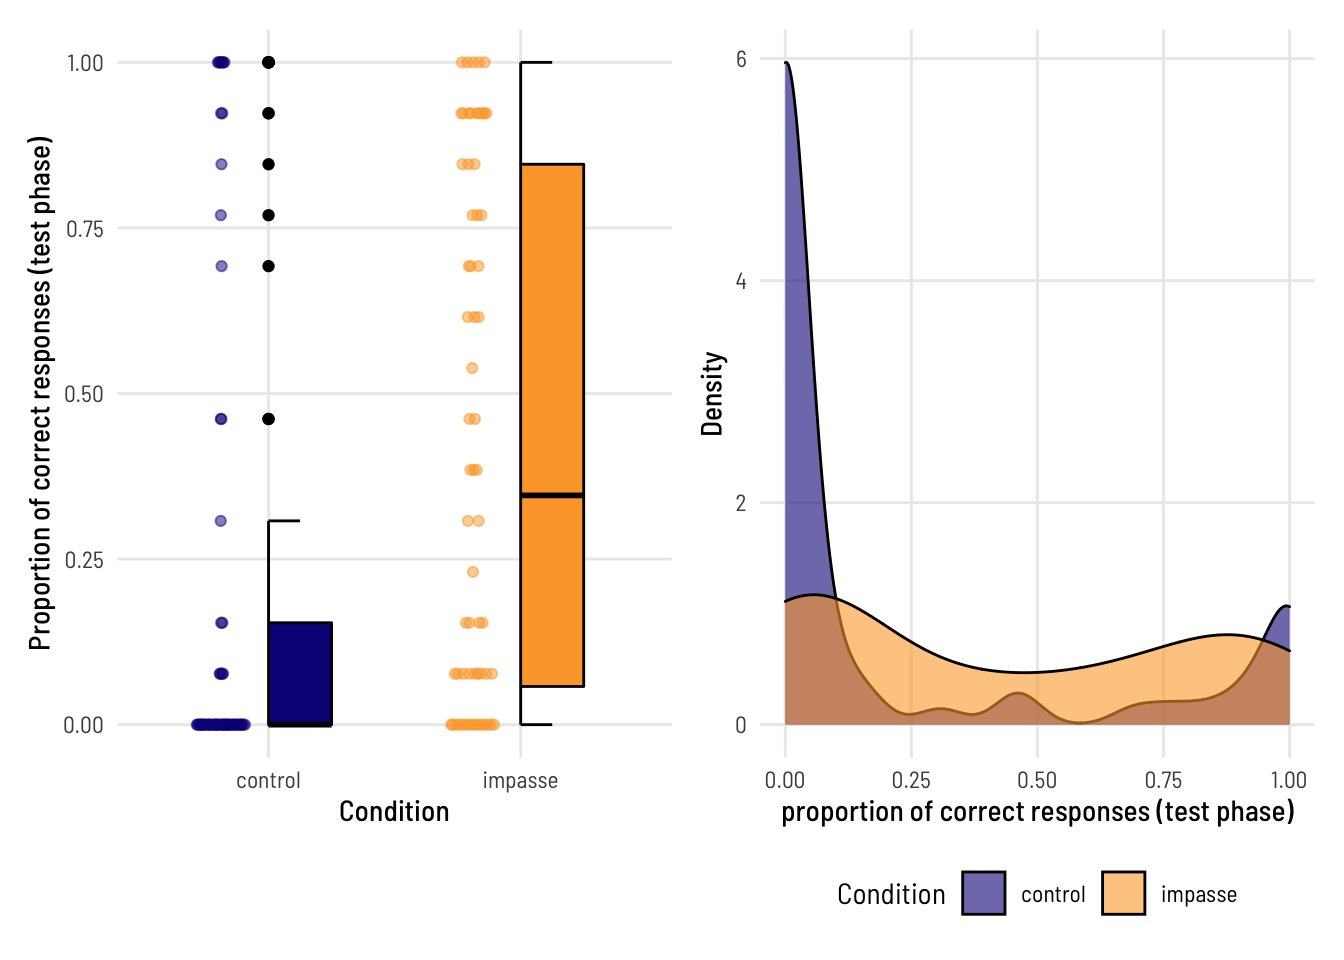 Proportion of correct responses (test phase)
1.00
0.75
0.50
0.25
0.00
control
impasse
Condition
Density
6
4
2
0
0.00
0.25
0.50
0.75
1.00
proportion of correct responses (test phase)
Condition
control
impasse